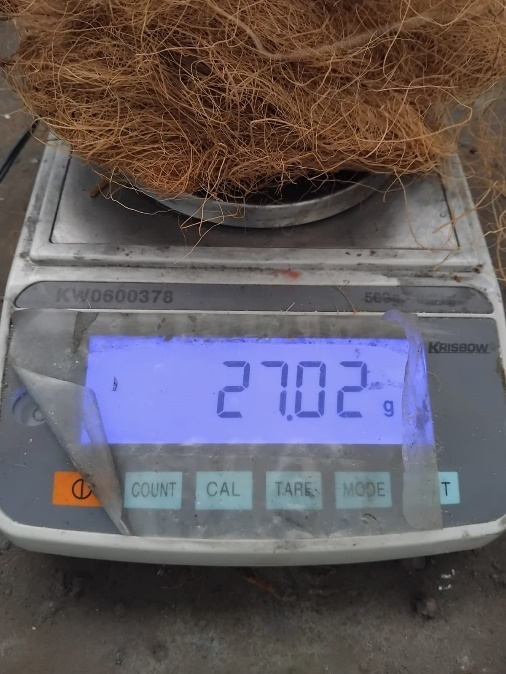 KW0600378
KRISBOW
27.02 g
COUNT CAL TARE MODE